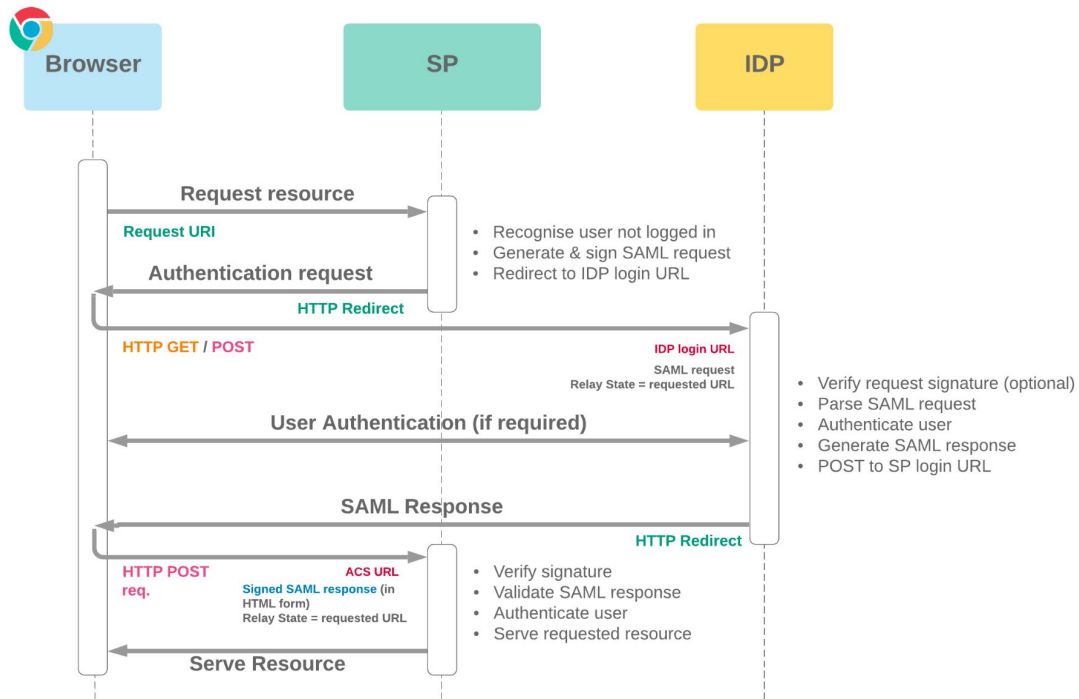 Browser
SP
IDP
Request resource
Request URI
• Recognise user not logged in
• Generate & sign SAML request
• Redirect to IDP login URL
Authentication request
HTTP Redirect
HTTP GET / POST
IDP login URL
SAML request
Relay State = requested URL
• Verify request signature (optional)
• Parse SAML request
• Authenticate user
• Generate SAML response
• POST to SP login URL
User Authentication (if required)
SAML Response
HTTP Redirect
HTTP POST
req.
ACS URL
Signed SAML response (in
HTML form)
Relay State = requested URL
• Verify signature
• Validate SAML response
• Authenticate user
• Serve requested resource
Serve Resource